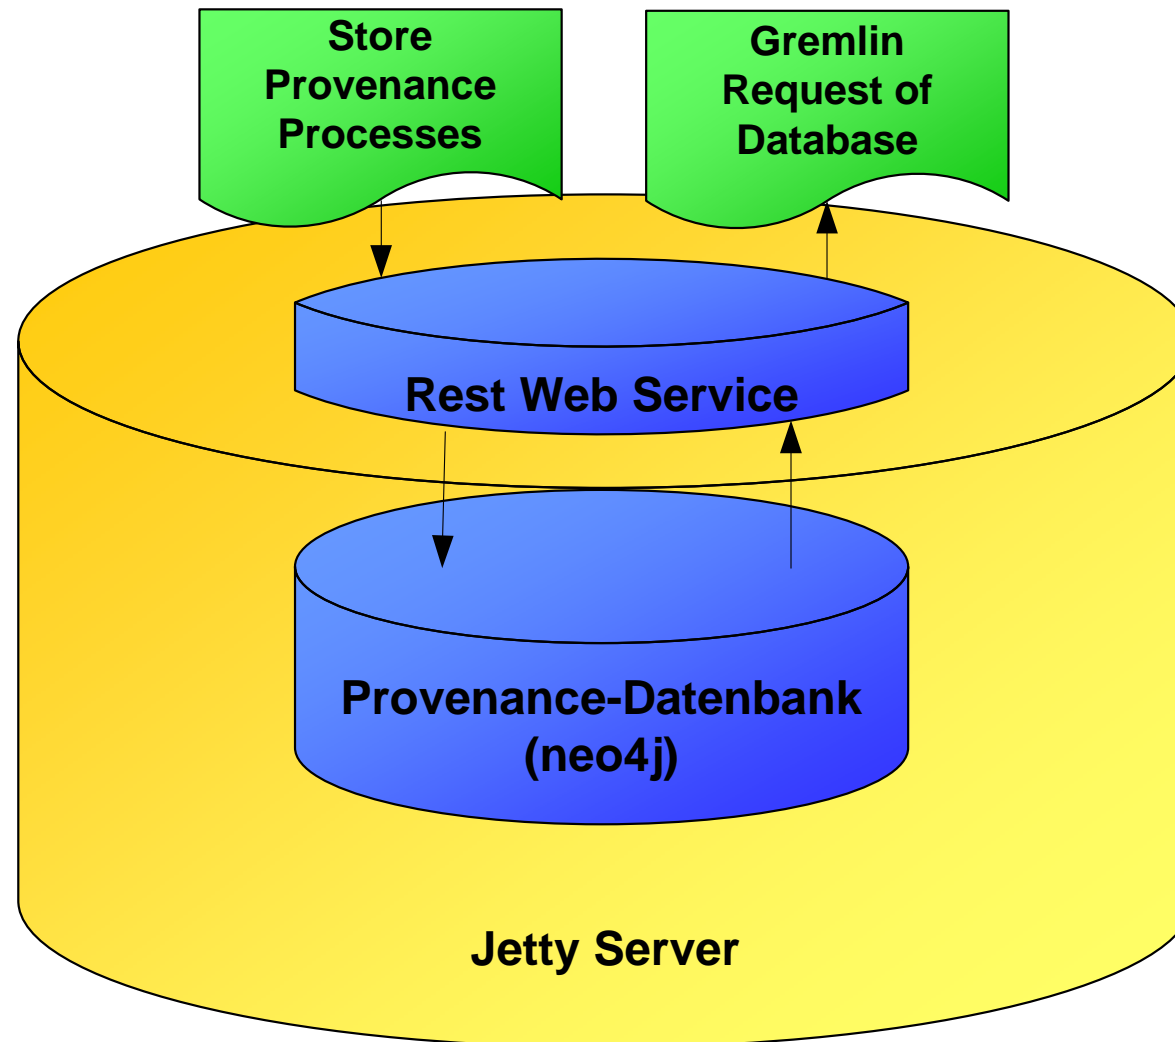 Store
Provenance
Processes
Gremlin
Request of
Database
Rest Web Service
Provenance-Datenbank
(neo4j)
Jetty Server